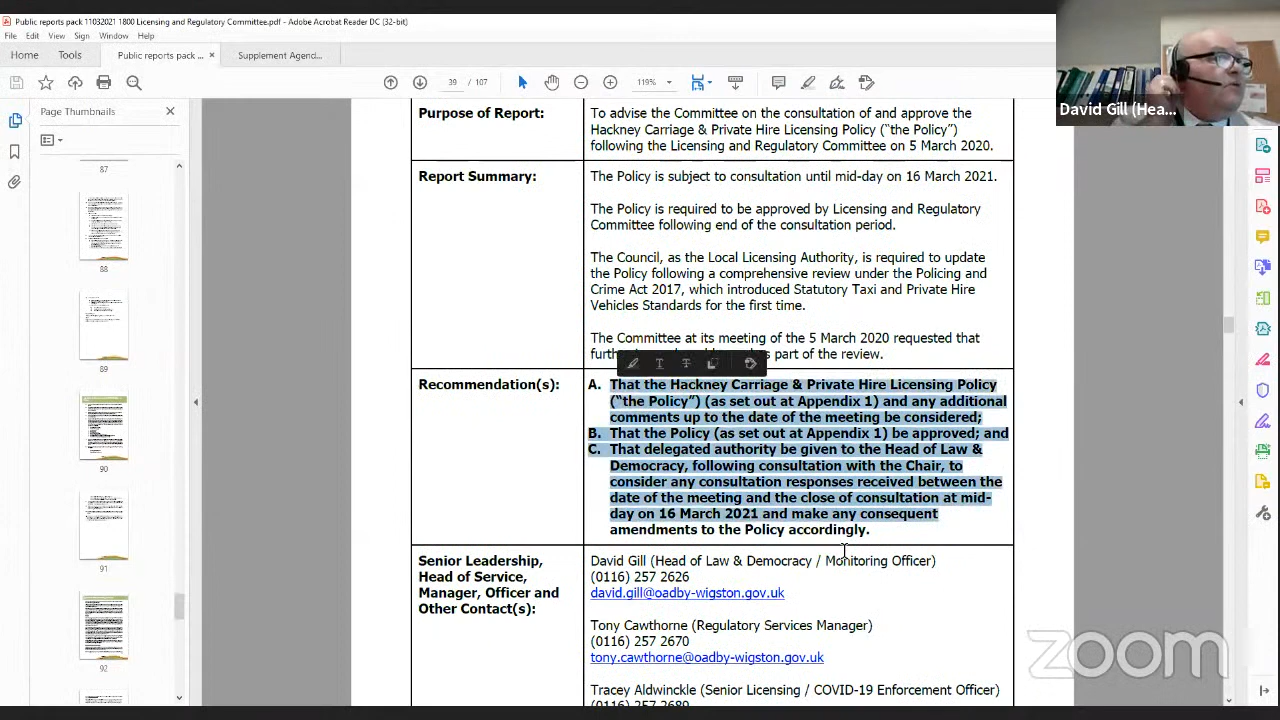 Public reports pack 11032021 1800 Licensing and Regulatory Committee.pdf - Adobe Acrobat Reader DC (32-bit)
File Edit View Sign Window Help
Home Tools Public reports pack ... × Supplement Agend...
39 / 107 119%
David Gill (Hea...
Page Thumbnails
87
88
89
90
91
92
Purpose of Report: To advise the Committee on the consultation of and approve the
Hackney Carriage & Private Hire Licensing Policy (“the Policy”)
following the Licensing and Regulatory Committee on 5 March 2020.
Report Summary: The Policy is subject to consultation until mid-day on 16 March 2021.
The Policy is required to be approved by Licensing and Regulatory
Committee following end of the consultation period.
The Council, as the Local Licensing Authority, is required to update
the Policy following a comprehensive review under the Policing and
Crime Act 2017, which introduced Statutory Taxi and Private Hire
Vehicles Standards for the first time.
The Committee at its meeting of the 5 March 2020 requested that
part of the review.
Recommendation(s): A. That the Hackney Carriage & Private Hire Licensing Policy
(“the Policy”) (as set out at Appendix 1) and any additional
comments up to the date of the meeting be considered;
B. That the Policy (as set out at Appendix 1) be approved; and
C. That delegated authority be given to the Head of Law &
Democracy, following consultation with the Chair, to
consider any consultation responses received between the
date of the meeting and the close of consultation at mid-
day on 16 March 2021 and make any consequent
amendments to the Policy accordingly.
Senior Leadership, David Gill (Head of Law & Democracy / Monitoring Officer)
Head of Service, (0116) 257 2626
Manager, Officer and david.gill@oadby-wigston.gov.uk
Other Contact(s):
Tony Cawthorne (Regulatory Services Manager)
(0116) 257 2670
tony.cawthorne@oadby-wigston.gov.uk
Tracey Aldwinckle (Senior Licensing / COVID-19 Enforcement Officer)
(0116) 257 2689
zoom